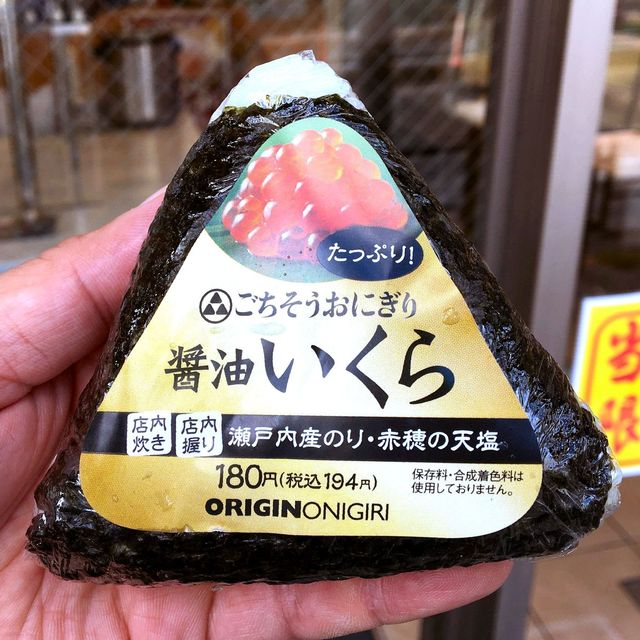 たっぷり!
ごちそうおにぎり
醤油いくら
店内炊き 店内握り 瀬戸内産のり・赤穂の天塩
180円(税込194円)
保存料・合成着色料は
使用しておりません。
ORIGINONIGIRI